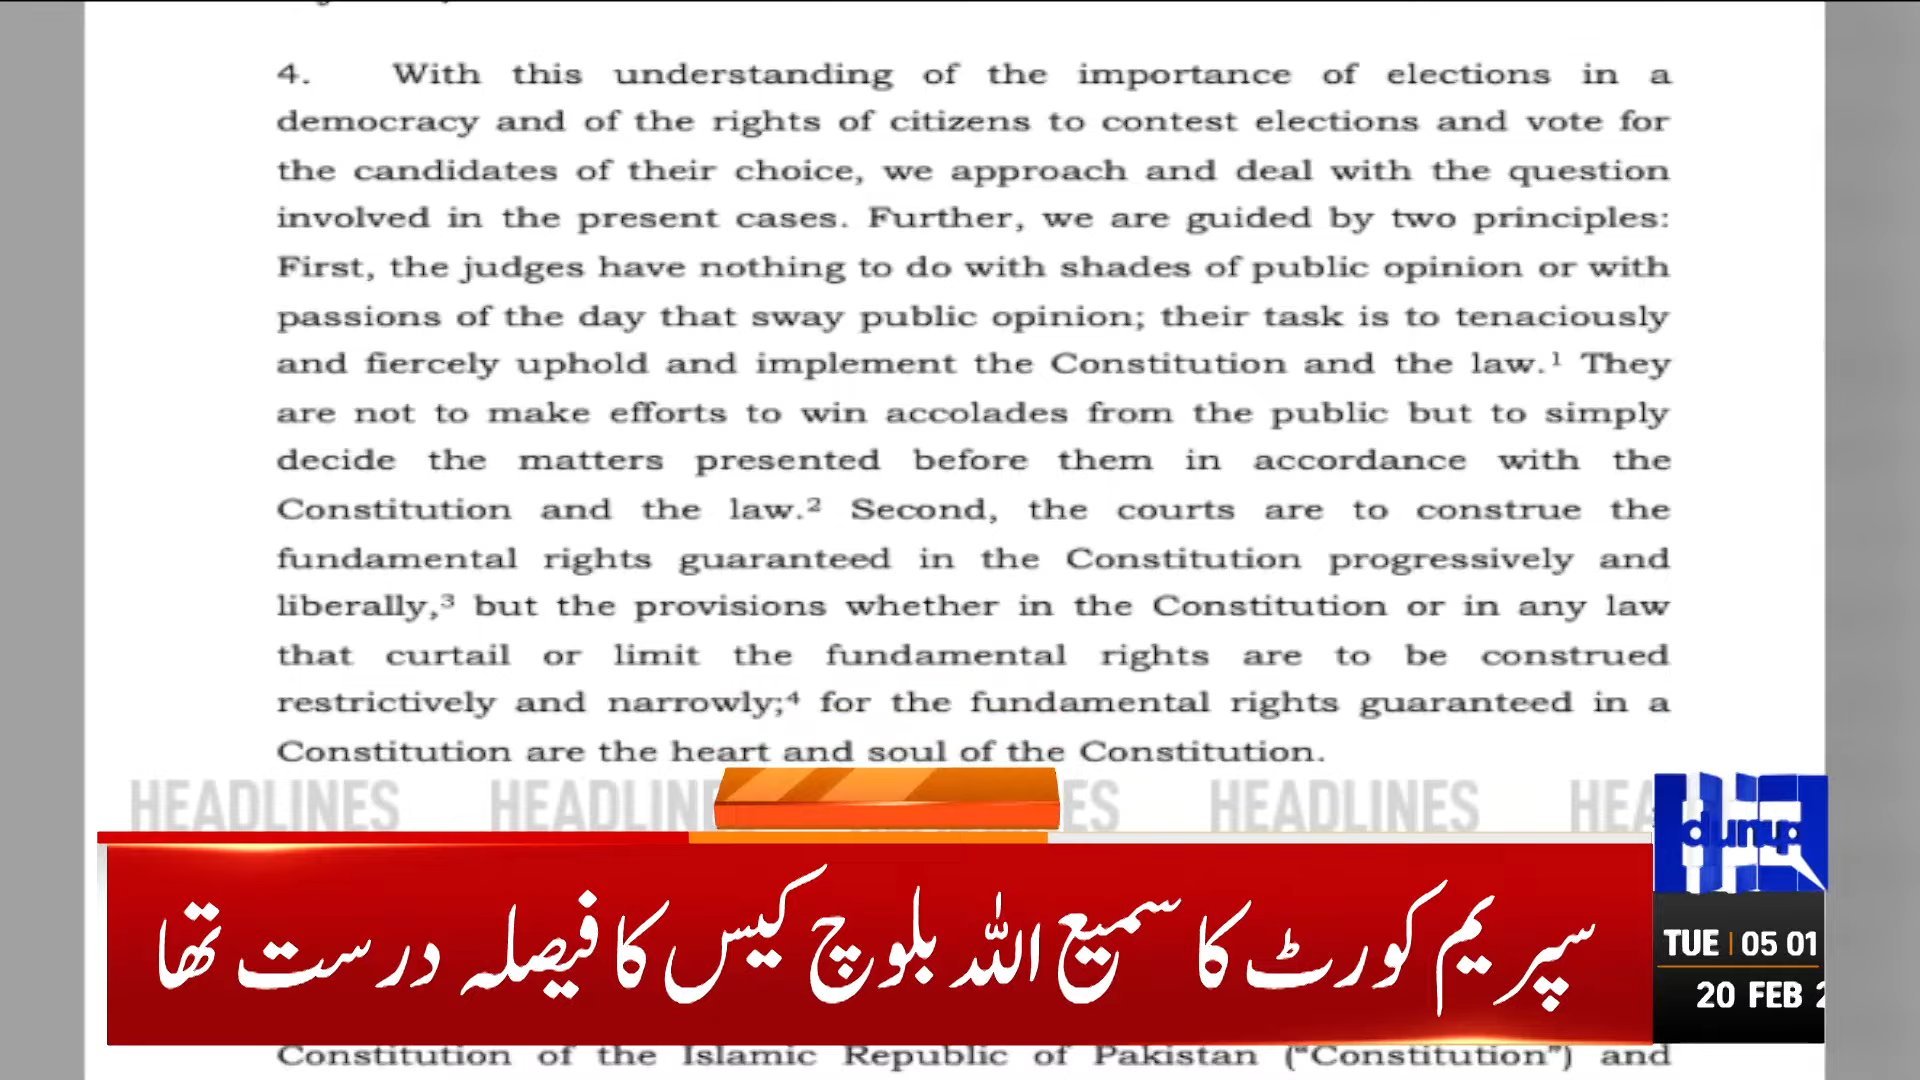 4. With this understanding of the importance of elections in a
democracy and of the rights of citizens to contest elections and vote for
the candidates of their choice, we approach and deal with the question
involved in the present cases. Further, we are guided by two principles:
First, the judges have nothing to do with shades of public opinion or with
passions of the day that sway public opinion; their task is to tenaciously
and fiercely uphold and implement the Constitution and the law.¹ They
are not to make efforts to win accolades from the public but to simply
decide the matters presented before them in accordance with the
Constitution and the law.² Second, the courts are to construe the
fundamental rights guaranteed in the Constitution progressively and
liberally,³ but the provisions whether in the Constitution or in any law
that curtail or limit the fundamental rights are to be construed
restrictively and narrowly;⁴ for the fundamental rights guaranteed in a
Constitution are the heart and soul of the Constitution.
HEADLINES HEADLIN ES HEADLINES HEA
dunya
سپریم کورٹ کا سمیع اللہ بلوچ کیس کا فیصلہ درست تھا
TUE 05 01
20 FEB 2
Constitution of the Islamic Republic of Pakistan ("Constitution") and